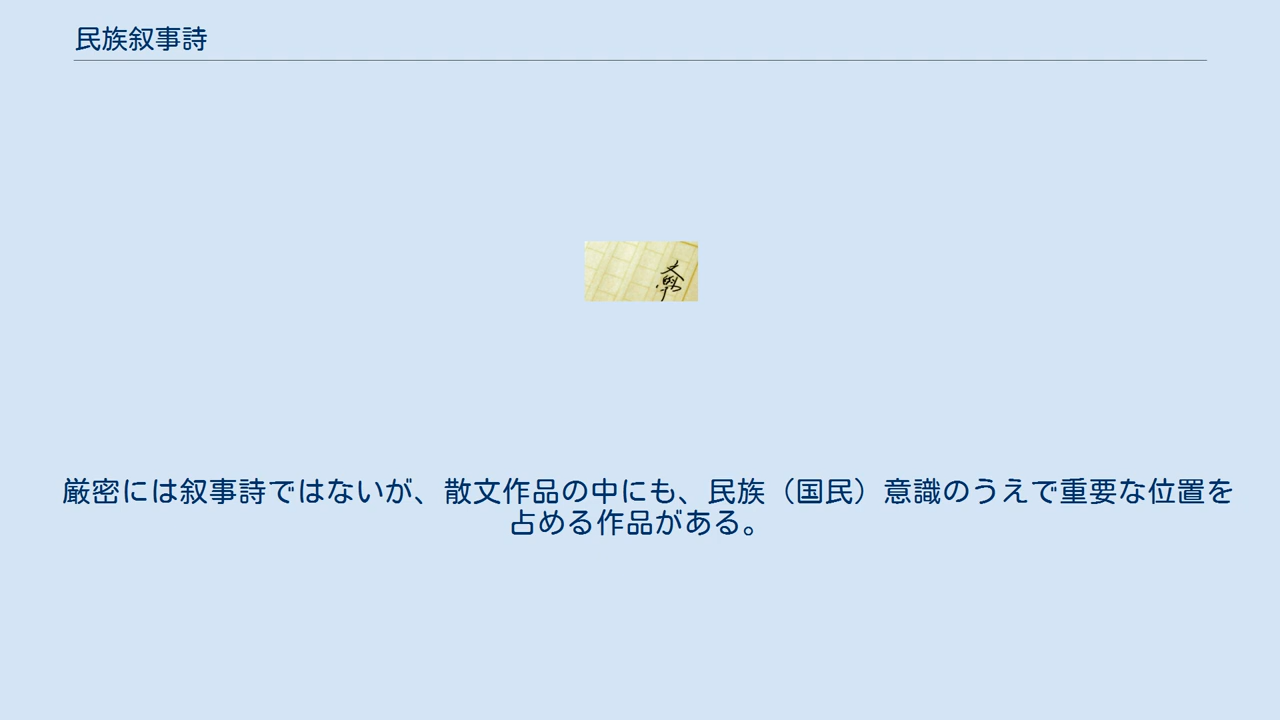 民族叙事詩
厳密には叙事詩ではないが、散文作品の中にも、民族（国民）意識のうえで重要な位置を
占める作品がある。